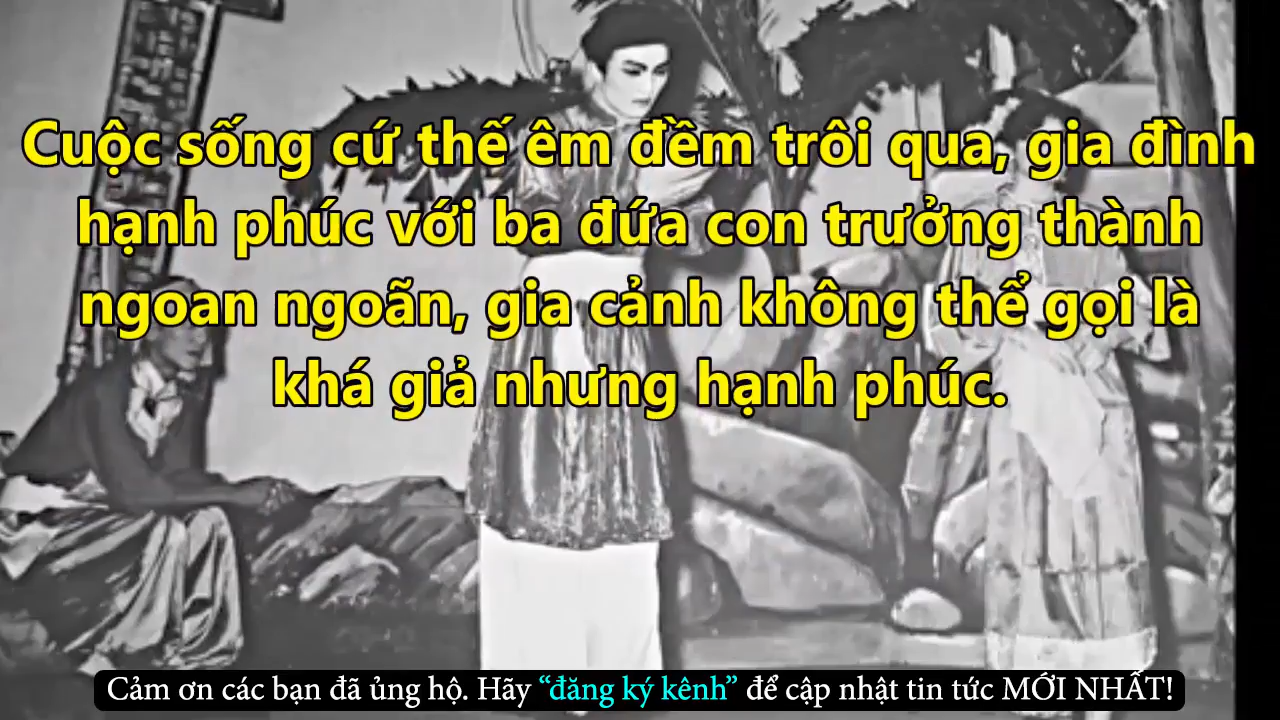 Cuộc sống cứ thế êm đềm trôi qua, gia đình
hạnh phúc với ba đứa con trưởng thành
ngoan ngoãn, gia cảnh không thể gọi là
khá giả nhưng hạnh phúc.
Cảm ơn các bạn đã ủng hộ. Hãy “đăng ký kênh” để cập nhật tin tức MỚI NHẤT!